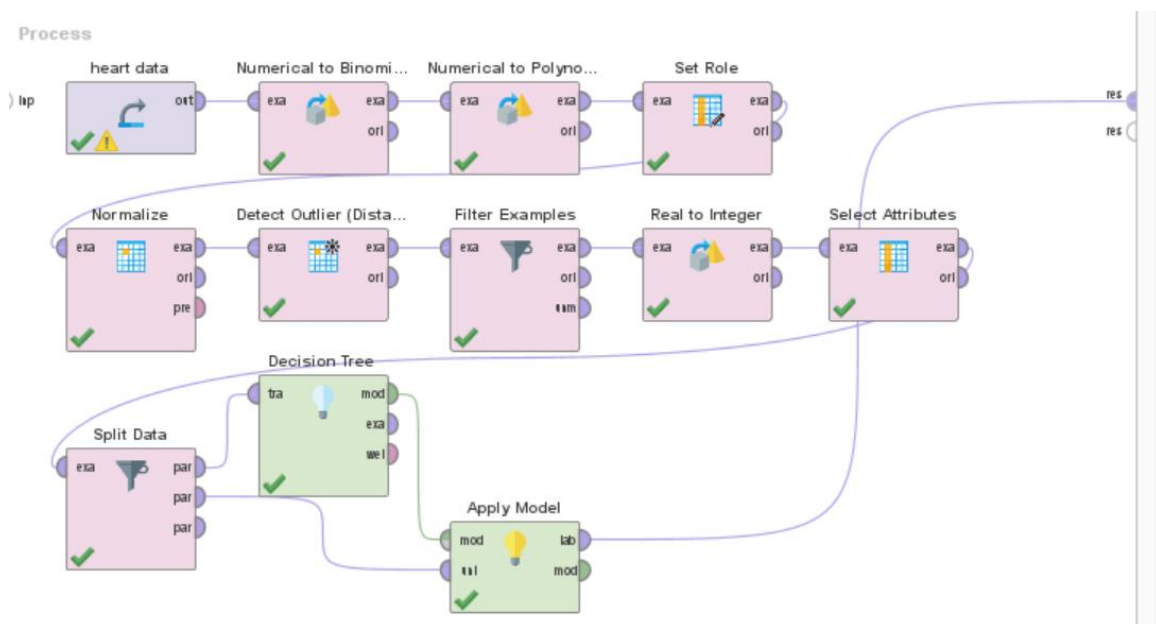 Process
heart data
Numerical to Binomi...
Numerical to Polyno...
Set Role
inp
out
exa
exa
ori
exa
exa
ori
exa
exa
ori
res
res
Normalize
Detect Outlier (Dista...
Filter Examples
Real to Integer
Select Attributes
exa
exa
ori
pre
exa
exa
ori
exa
exa
ori
unm
exa
exa
ori
exa
exa
ori
Decision Tree
tra
mod
exa
wei
Split Data
exa
par
par
par
Apply Model
mod
lab
unl
mod